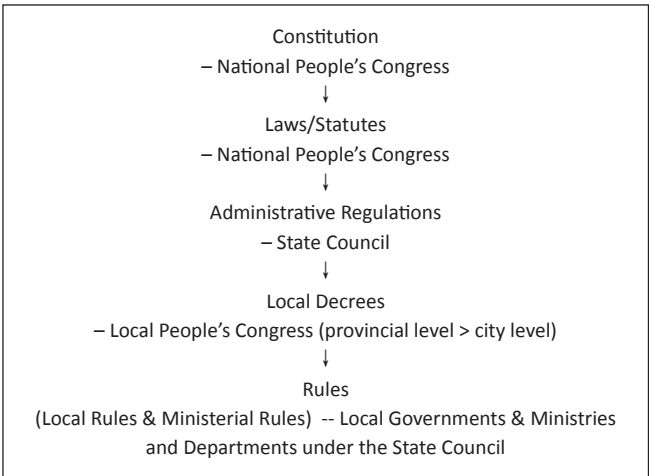 Constitution
– National People’s Congress
↓
Laws/Statutes
– National People’s Congress
↓
Administrative Regulations
– State Council
↓
Local Decrees
– Local People’s Congress (provincial level > city level)
↓
Rules
(Local Rules & Ministerial Rules) -- Local Governments & Ministries
and Departments under the State Council